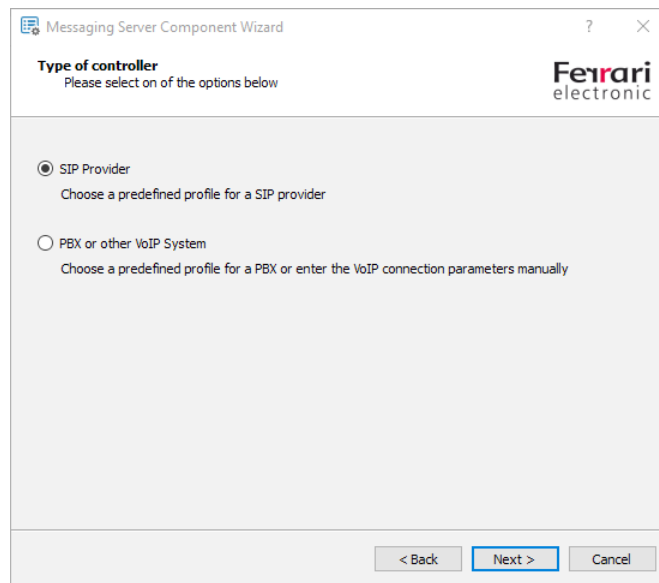 Messaging Server Component Wizard
?
Type of controller
Please select on of the options below
Ferrari
electronic
SIP Provider
Choose a predefined profile for a SIP provider
PBX or other VoIP System
Choose a predefined profile for a PBX or enter the VoIP connection parameters manually
< Back
Next >
Cancel